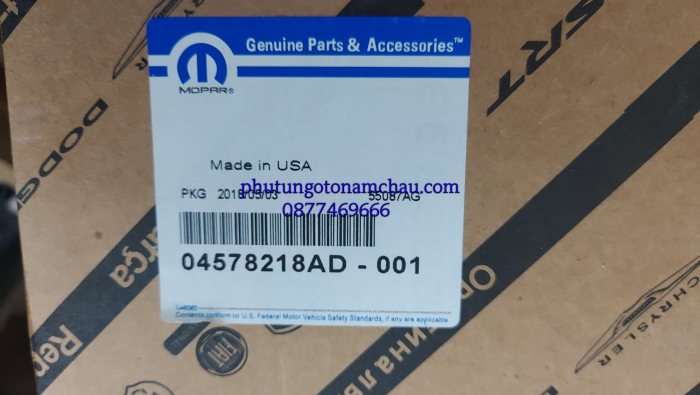 Genuine Parts & Accessories™
MOPAR®
Made in USA
phutungotonamchau.com
PKG 2018/05/03 55087AG
0877469666
04578218AD - 001
Contents conform to U.S. Federal Motor Vehicle Safety Standards, if any are applicable
SRT
DODGE
CHRYSLER
FIAT